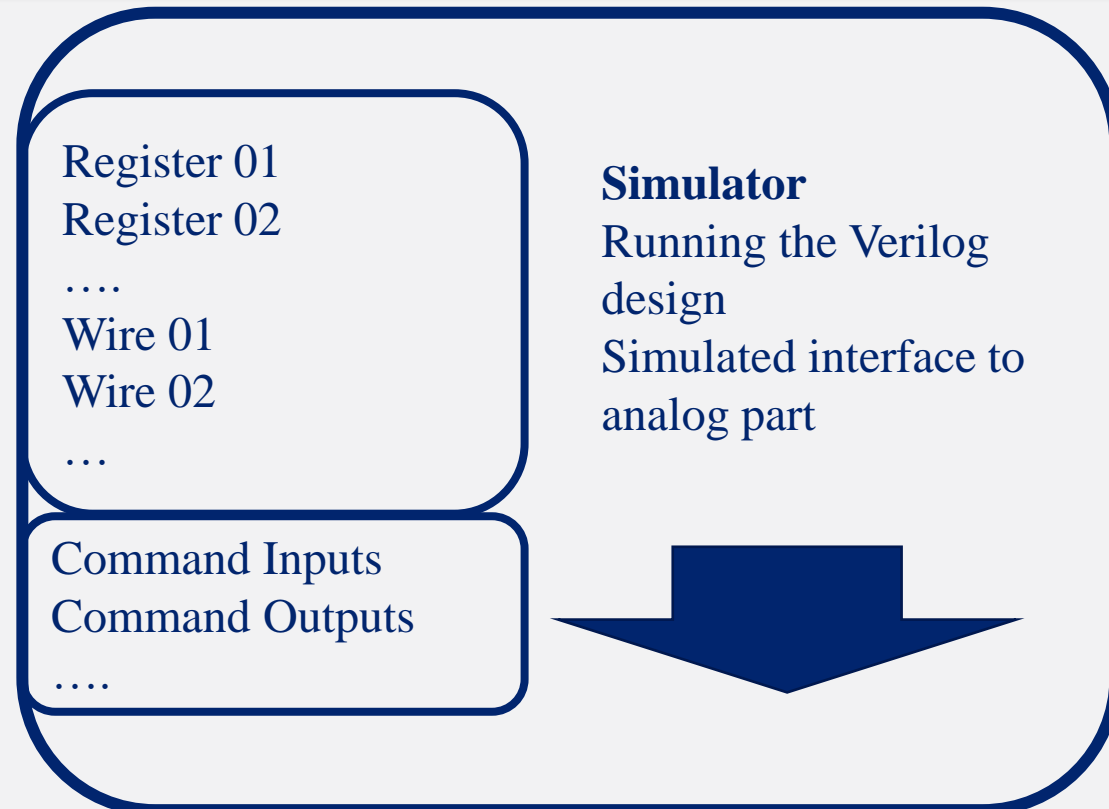 Register 01
Register 02
….
Wire 01
Wire 02
…
Command Inputs
Command Outputs
….
Simulator
Running the Verilog
design
Simulated interface to
analog part